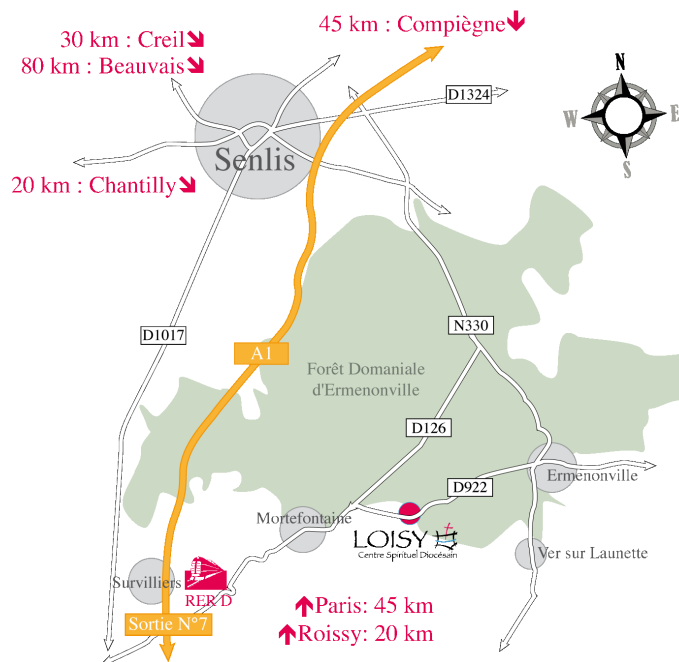 45 km : Compiègne
30 km : Creil
80 km : Beauvais
N
W
E
S
D1324
Senlis
20 km : Chantilly
N330
D1017
A1
Forêt Domaniale
d'Ermenonville
D126
D922
Ermenonville
Mortefontaine
LOISY
Centre Spirituel Diocésain
Ver sur Launette
Survilliers
RER D
Paris: 45 km
Sortie N°7
Roissy: 20 km